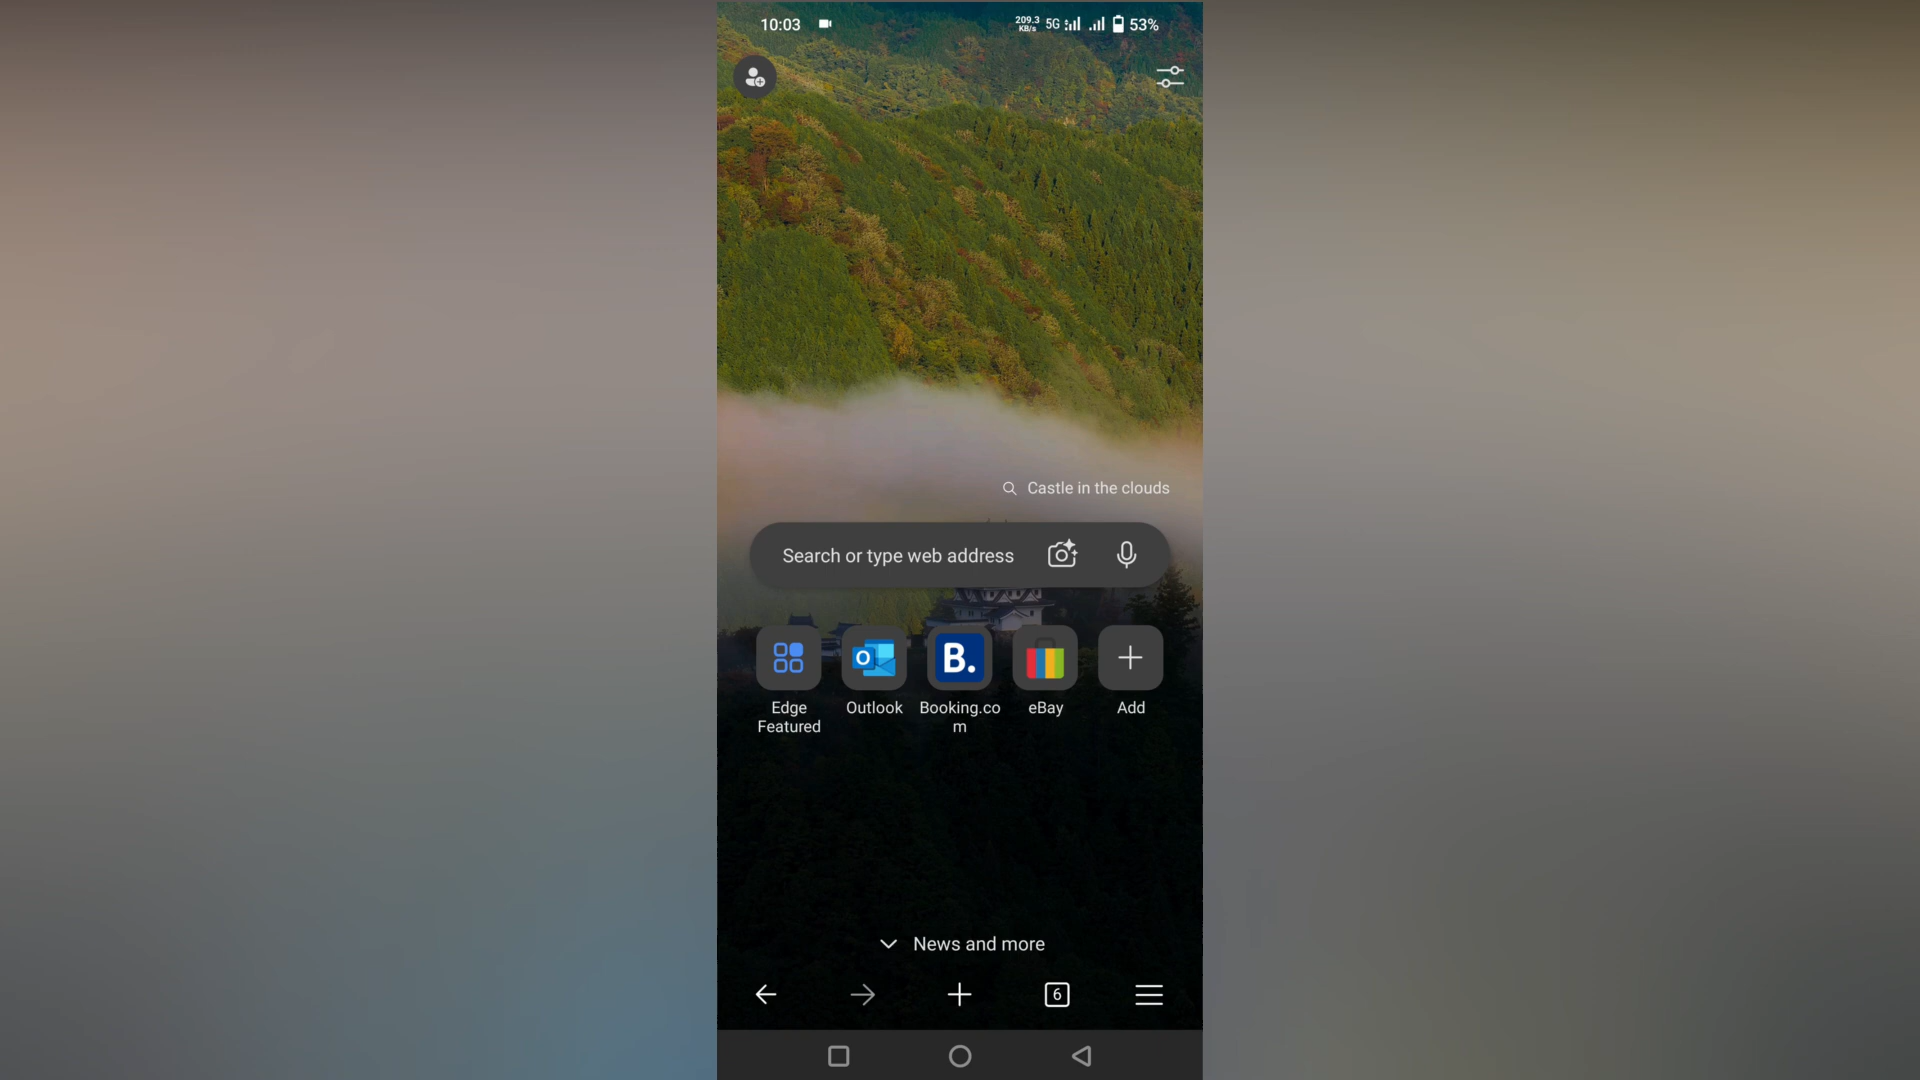 10:03
209.3 KB/s 5G 53%
Castle in the clouds
Search or type web address
Edge Featured
Outlook
Booking.com
eBay
Add
News and more
6